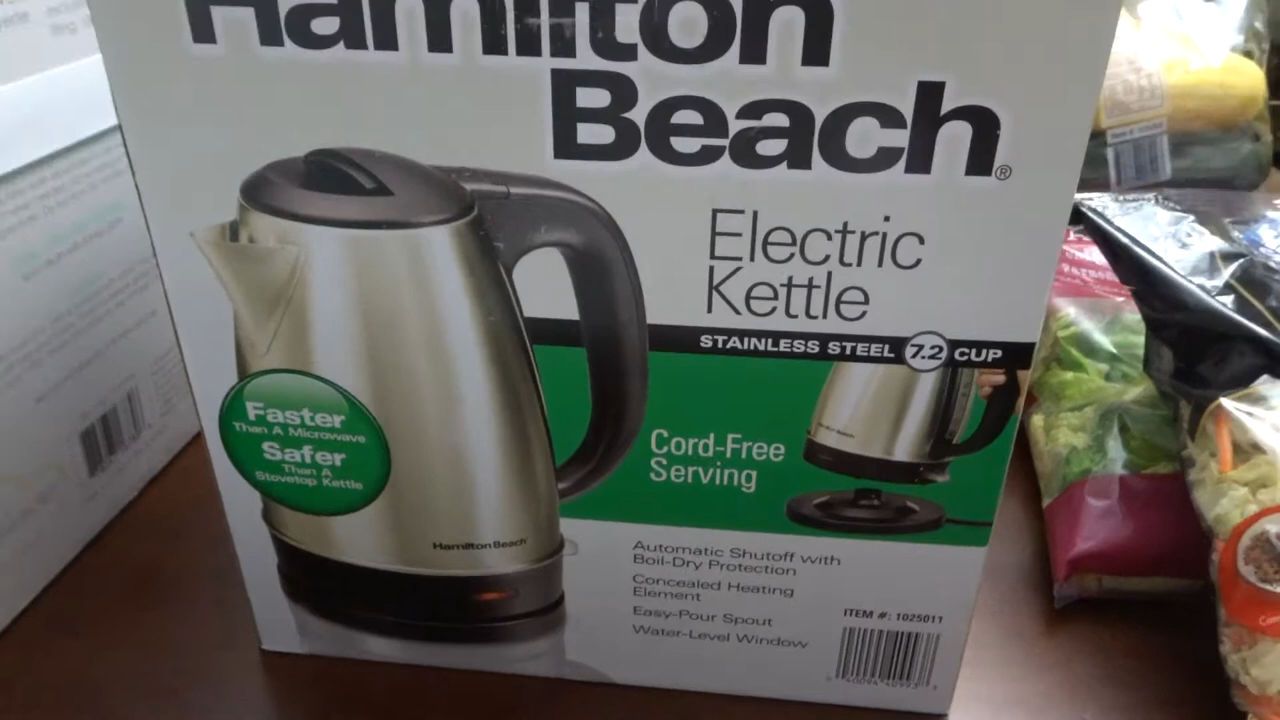 Hamilton
Beach®
Electric
Kettle
STAINLESS STEEL 7.2 CUP
Faster
Than A Microwave
Safer
Than A
Stovetop Kettle
Cord-Free
Serving
Hamilton Beach
Automatic Shutoff with
Boil-Dry Protection
Concealed Heating
Element
Easy-Pour Spout
Water-Level Window
ITEM #: 1025011